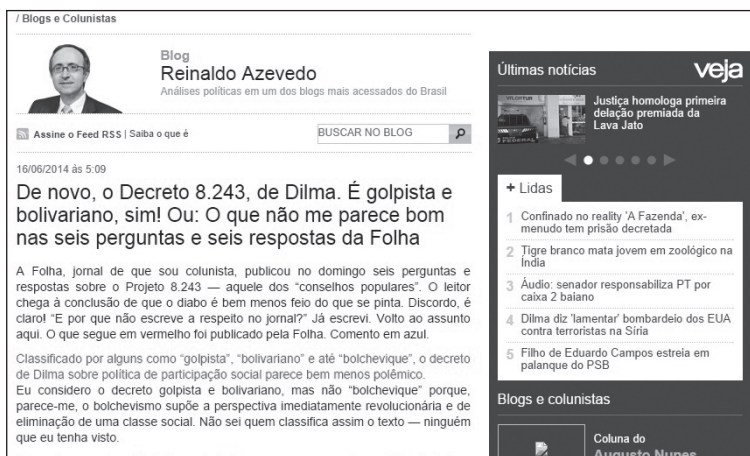 / Blogs e Colunistas
Blog
Reinaldo Azevedo
Análises políticas em um dos blogs mais acessados do Brasil
Assine o Feed RSS | Saiba o que é
BUSCAR NO BLOG
16/06/2014 às 5:09
De novo, o Decreto 8.243, de Dilma. É golpista e
bolivariano, sim! Ou: O que não me parece bom
nas seis perguntas e seis respostas da Folha
A Folha, jornal de que sou colunista, publicou no domingo seis perguntas e
respostas sobre o Projeto 8.243 — aquele dos “conselhos populares”. O leitor
chega à conclusão de que o diabo é bem menos feio do que se pinta. Discordo, é
claro! “E por que não escreve a respeito no jornal?” Já escrevi. Volto ao assunto
aqui. O que segue em vermelho foi publicado pela Folha. Comento em azul.
Classificado por alguns como “golpista”, “bolivariano” e até “bolchevique”, o decreto
de Dilma sobre política de participação social parece bem menos polêmico.
Eu considero o decreto golpista e bolivariano, mas não “bolchevique” porque,
parece-me, o bolchevismo supõe a perspectiva imediatamente revolucionária e de
eliminação de uma classe social. Não sei quem classifica assim o texto — ninguém
que eu tenha visto.
Últimas notícias
veja
Justiça homologa primeira
delação premiada da
Lava Jato
+ Lidas
1 Confinado no reality 'A Fazenda', ex-
menudo tem prisão decretada
2 Tigre branco mata jovem em zoológico na
Índia
3 Áudio: senador responsabiliza PT por
caixa 2 baiano
4 Dilma diz 'lamentar' bombardeio dos EUA
contra terroristas na Síria
5 Filho de Eduardo Campos estreia em
palanque do PSB
Blogs e colunistas
Coluna do
Augusto Nunes